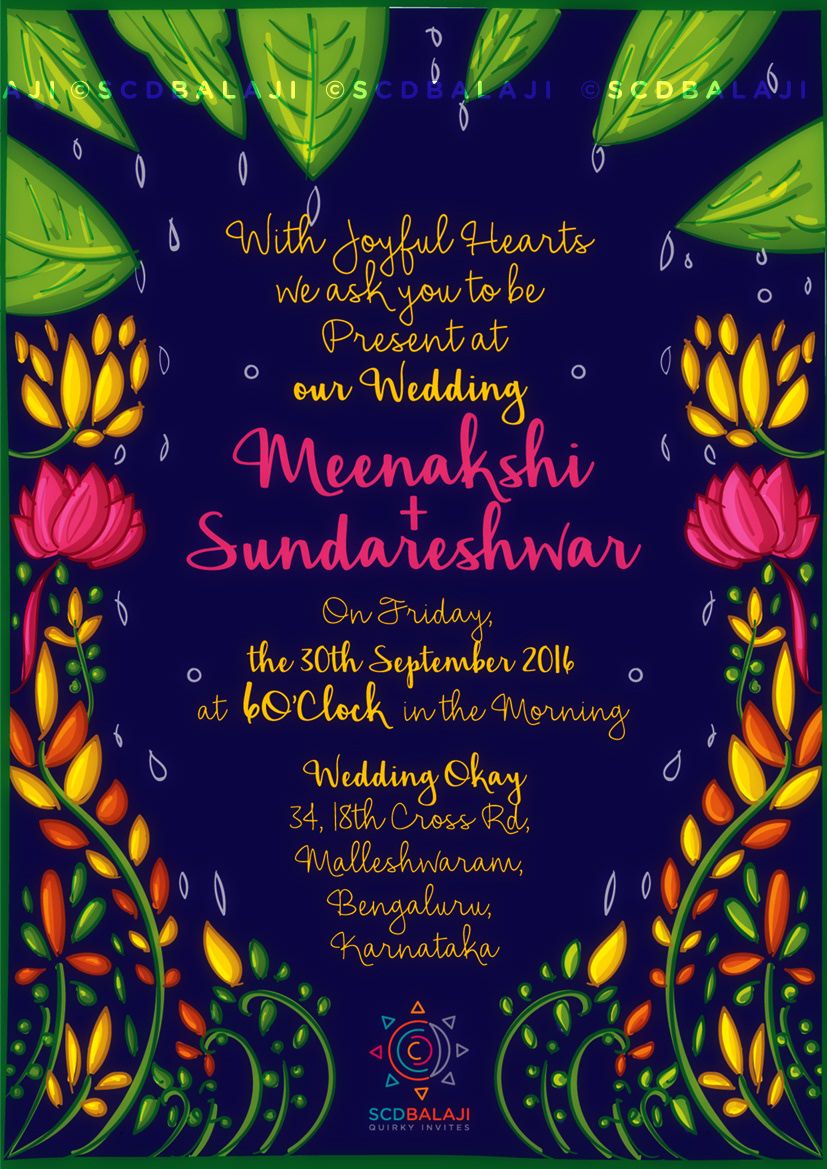 AJI ©SCDBALAJI ©SCDBALAJI ©SCDBALAJI
With Joyful Hearts
we ask you to be
Present at
our Wedding
Meenakshi
+
Sundareshwar
On Friday,
the 30th September 2016
at 6O'Clock in the Morning
Wedding Okay
34, 18th Cross Rd,
Malleshwaram,
Bengaluru,
Karnataka
C
SCDBALAJI
QUIRKY INVITES